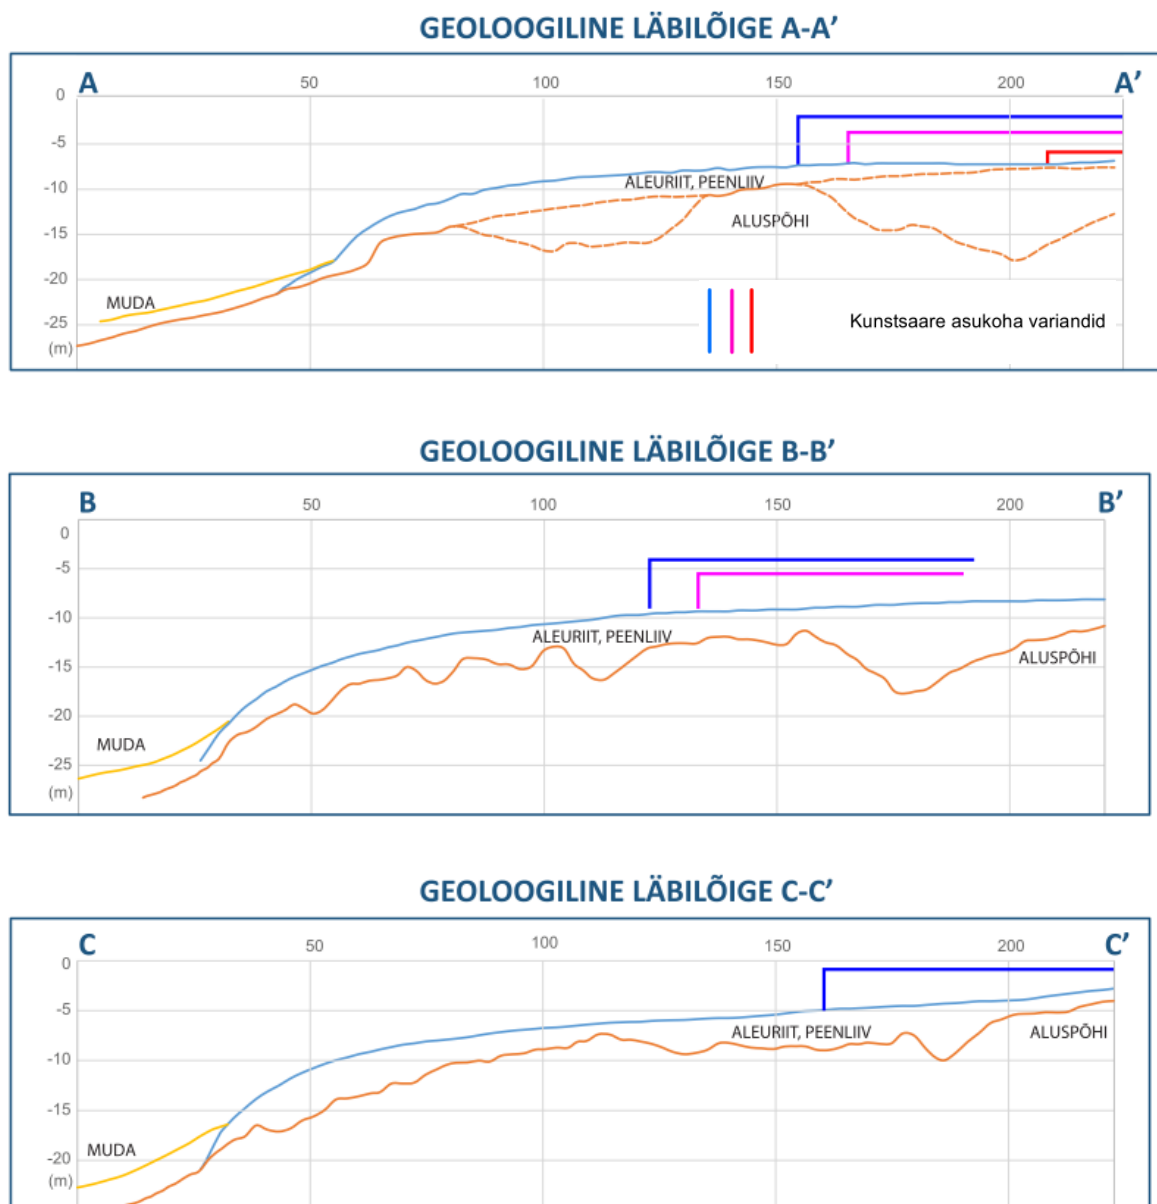 GEOLOOGILINE LÄBILÕIGE A-A’
A 50 100 150 200 A’
0
-5
ALEURIIT, PEENLIIV
-10
ALUSPÕHI
-15
-20
MUDA
Kunstsaare asukoha variandid
-25
(m)
GEOLOOGILINE LÄBILÕIGE B-B’
B 50 100 150 200 B’
0
-5
-10
ALEURIIT, PEENLIIV
ALUSPÕHI
-15
-20
MUDA
-25
(m)
GEOLOOGILINE LÄBILÕIGE C-C’
C 50 100 150 200 C’
0
-5
ALEURIIT, PEENLIIV ALUSPÕHI
-10
-15
MUDA
-20
(m)